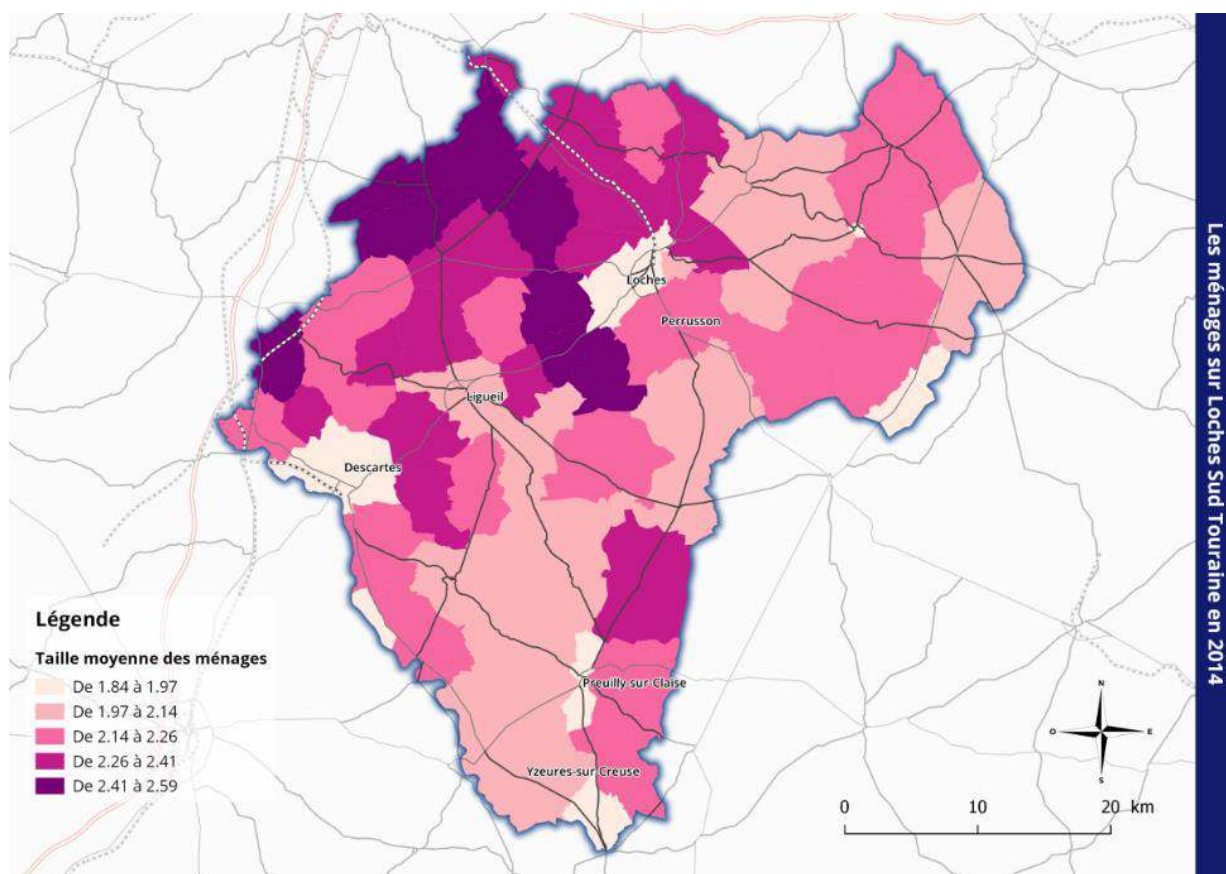 Les ménages sur Loches Sud Touraine en 2014
Loches
Perrusson
Ligueil
Descartes
Preuilly-sur-Claise
Yzeures-sur-Creuse
Légende
Taille moyenne des ménages
De 1.84 à 1.97
De 1.97 à 2.14
De 2.14 à 2.26
De 2.26 à 2.41
De 2.41 à 2.59
N
O E
S
0 10 20 km